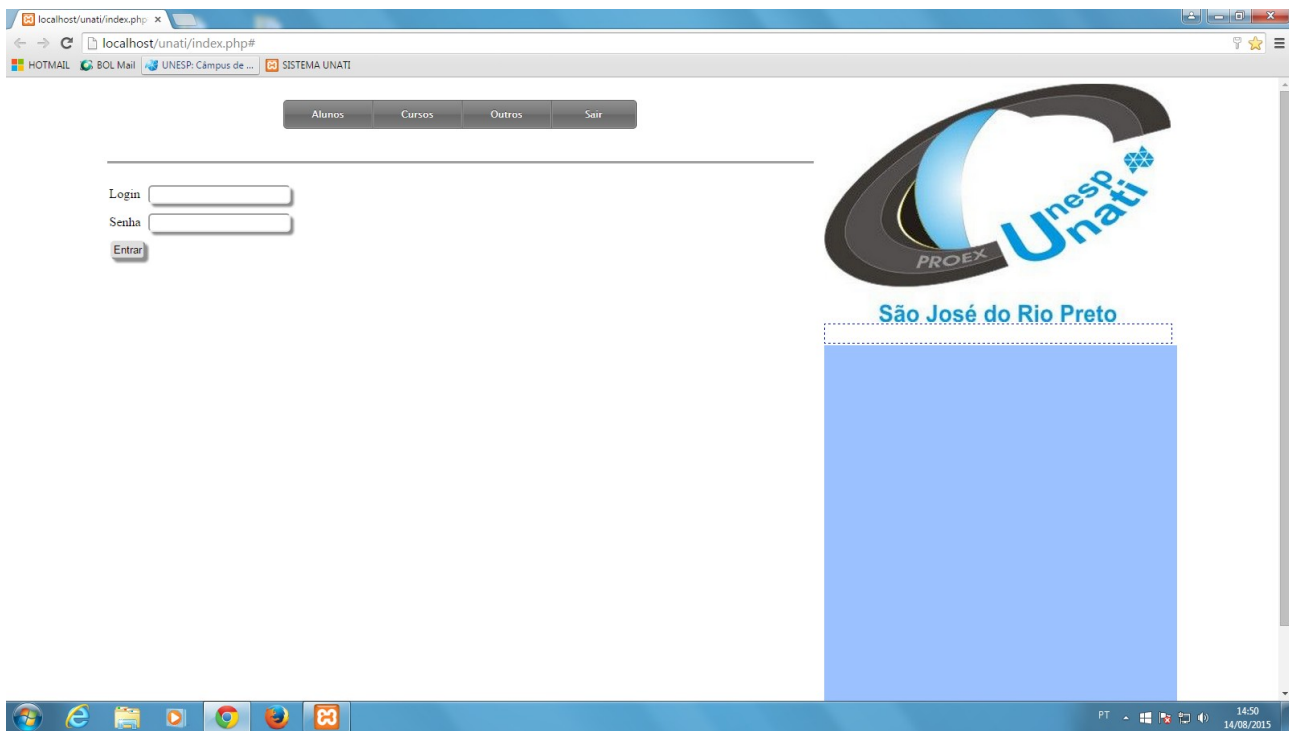 localhost/unati/index.php
localhost/unati/index.php#
HOTMAIL BOL Mail UNESP: Câmpus de ... SISTEMA UNATI
Alunos Cursos Outros Sair
Login
Senha
Entrar
Unesp
Unati
PROEX
São José do Rio Preto
PT 14:50
14/08/2015